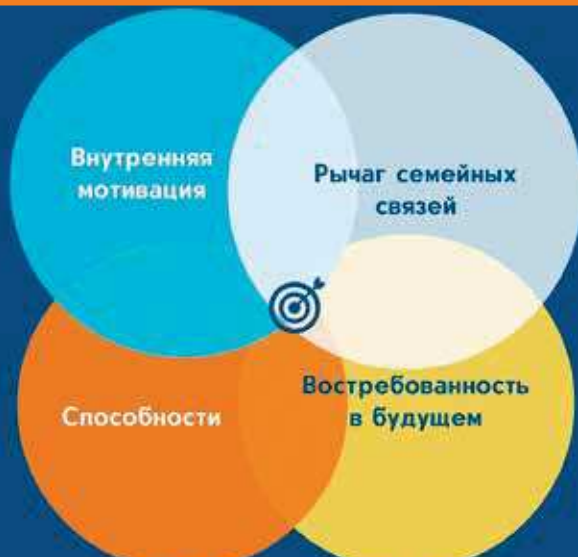 Внутренняя
мотивация
Рычаг семейных
связей
Способности
Востребованность
в будущем